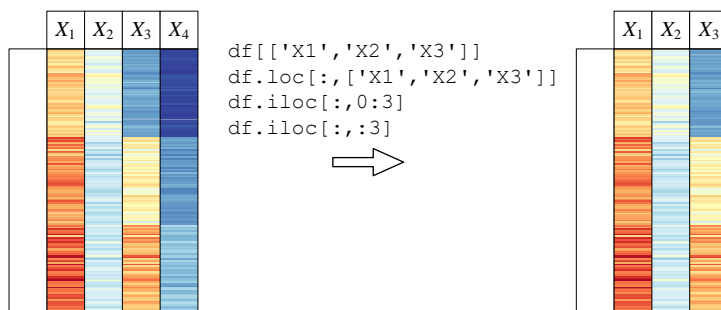 X1 X2 X3 X4
df[['X1','X2','X3']]
df.loc[:,['X1','X2','X3']]
df.iloc[:,0:3]
df.iloc[:,:3]
X1 X2 X3